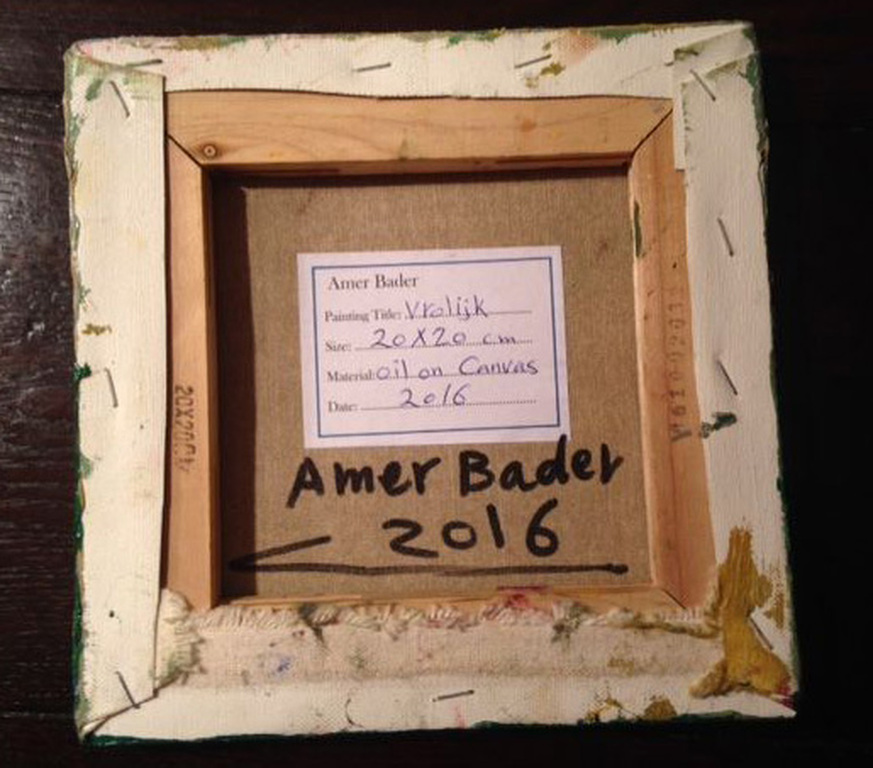 Amer Bader
Painting Title: Vrolijk
Size: 20X20 cm
Material: oil on Canvas
Date: 2016
Amer Bader
2016